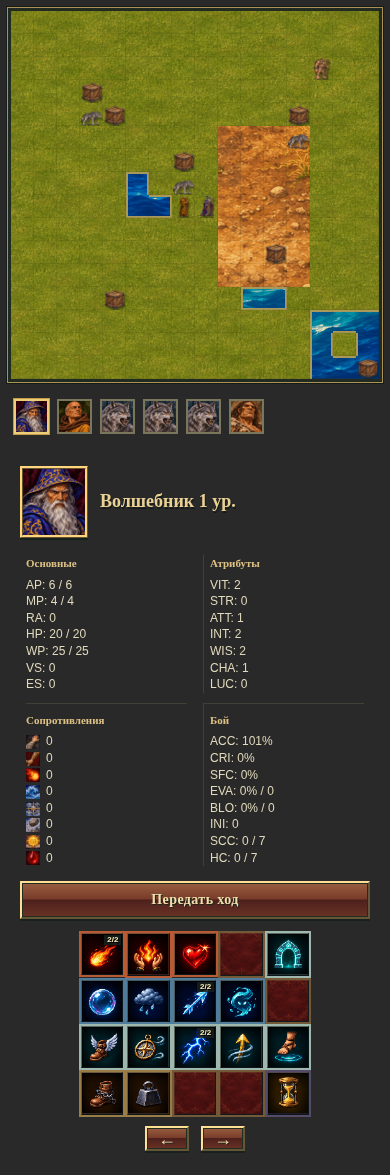 Волшебник 1 ур.
Основные
AP: 6 / 6
MP: 4 / 4
RA: 0
HP: 20 / 20
WP: 25 / 25
VS: 0
ES: 0
Атрибуты
VIT: 2
STR: 0
ATT: 1
INT: 2
WIS: 2
CHA: 1
LUC: 0
Сопротивления
0
0
0
0
0
0
0
0
Бой
ACC: 101%
CRI: 0%
SFC: 0%
EVA: 0% / 0
BLO: 0% / 0
INI: 0
SCC: 0 / 7
HC: 0 / 7
Передать ход
2/2
2/2
2/2
← →